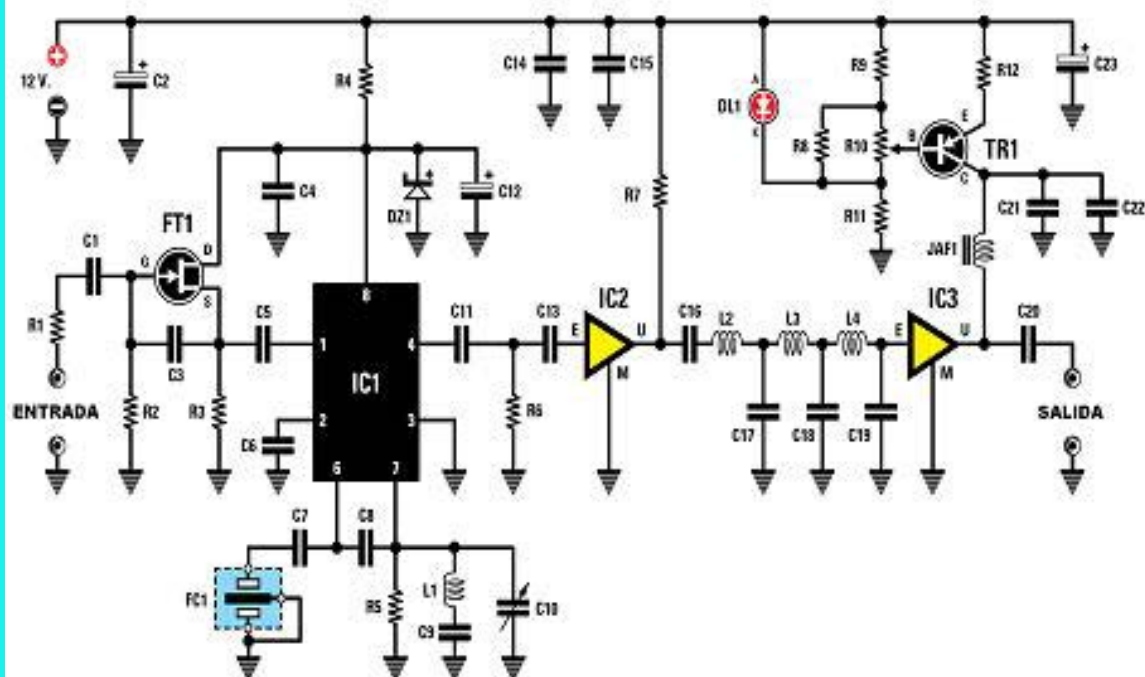 12 V.
C2
R4
C14
C15
R9
R12
C23
A
DL1
K
R8
R10
B
E
C
TR1
C4
DZ1
C12
R7
R11
C21
C22
JAF1
FT1
G
D
S
C1
R1
C3
C5
R2
R3
ENTRADA
8
1
IC1
4
2
3
6
7
C6
C11
C13
R6
E
IC2
U
M
C16
L2
L3
L4
C17
C18
C19
E
IC3
U
M
C20
SALIDA
C7
C8
FC1
R5
L1
C9
C10